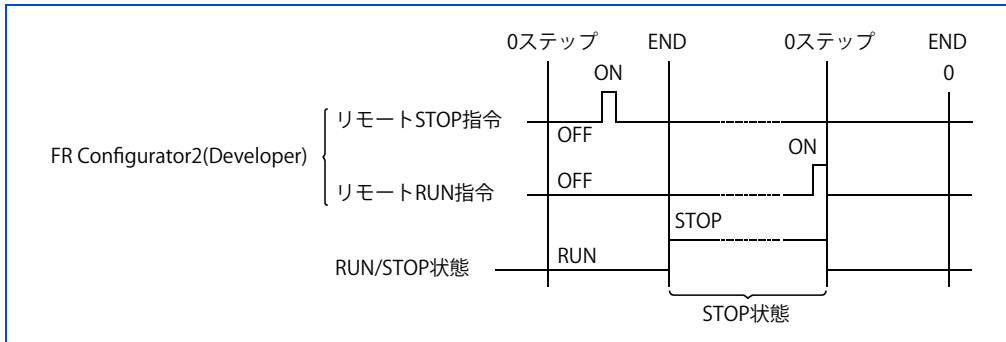 0ステップ END 0ステップ END
ON 0
リモートSTOP指令
OFF
FR Configurator2(Developer)
ON
リモートRUN指令
OFF
STOP
RUN/STOP状態
RUN
STOP状態